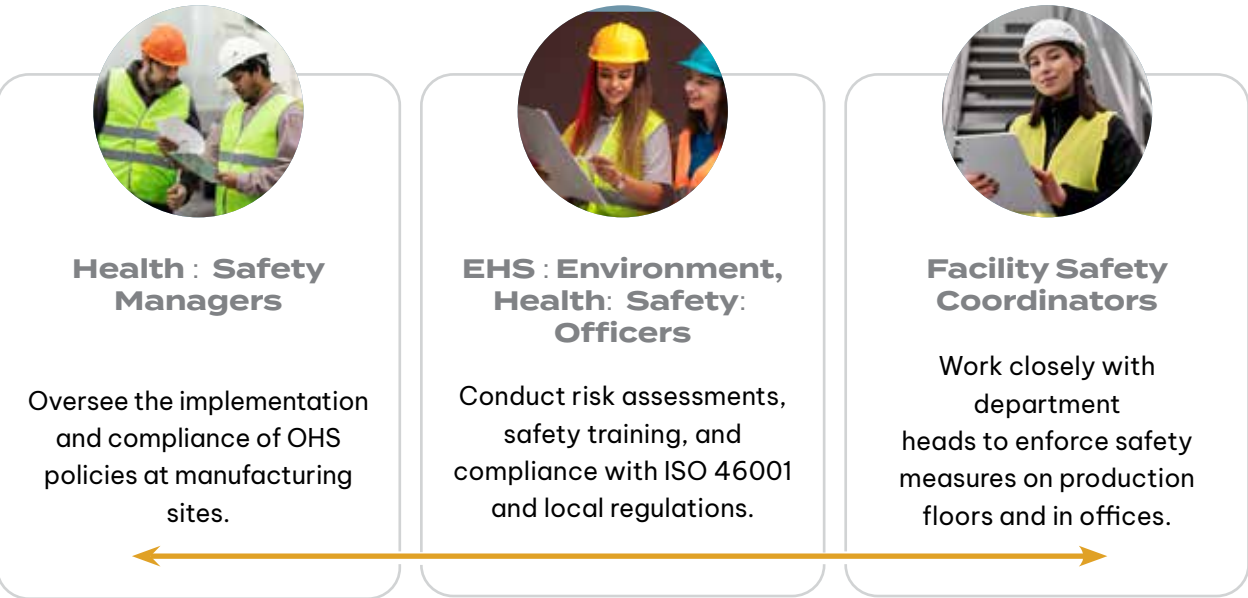 Health : Safety
Managers
Oversee the implementation
and compliance of OHS
policies at manufacturing
sites.
EHS : Environment,
Health: Safety:
Officers
Conduct risk assessments,
safety training, and
compliance with ISO 46001
and local regulations.
Facility Safety
Coordinators
Work closely with
department
heads to enforce safety
measures on production
floors and in offices.